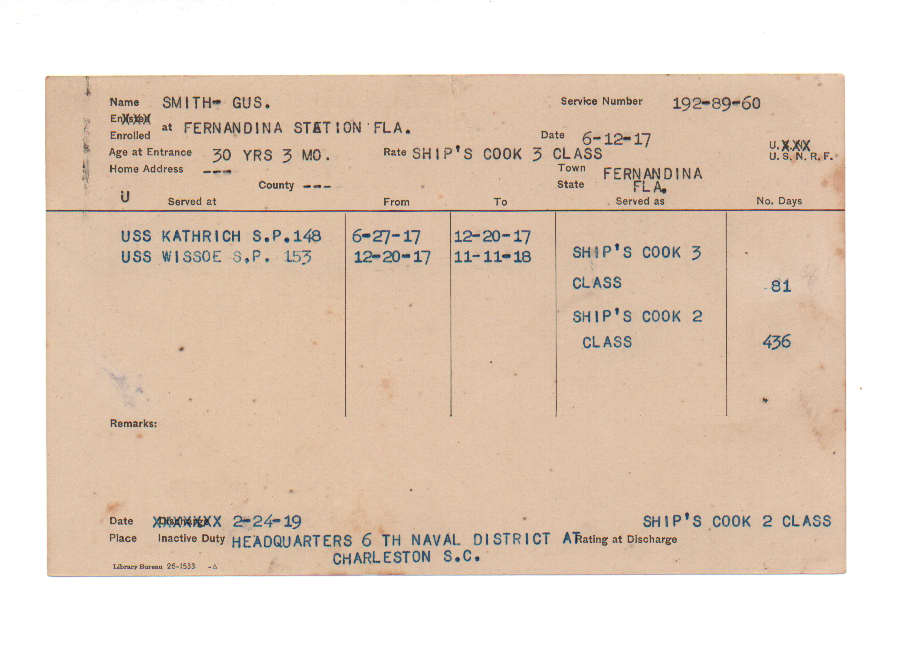 Name SMITH- GUS. Service Number 192-89-60
Enrolled at FERNANDINA STATION FLA. Date 6-12-17
Age at Entrance 30 YRS 3 MO. Rate SHIP'S COOK 3 CLASS U.
U. S. N. R. F.
Home Address --- Town FERNANDINA
County --- State FLA.
U Served at From To Served as No. Days
USS KATHRICH S.P.148 6-27-17 12-20-17
USS WISSOE S.P. 153 12-20-17 11-11-18 SHIP'S COOK 3
CLASS 81
SHIP'S COOK 2
CLASS 436
Remarks:
Date XXXXXXX 2-24-19 SHIP'S COOK 2 CLASS
Place Inactive Duty HEADQUARTERS 6 TH NAVAL DISTRICT AT Rating at Discharge
CHARLESTON S.C.
Library Bureau 26-1533